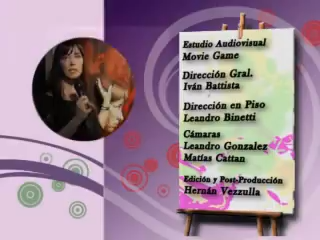 Estudio Audiovisual
Movie Game
Dirección Gral.
Iván Battista
Dirección en Piso
Leandro Binetti
Cámaras
Leandro Gonzalez
Matías Cattan
Edición y Post-Producción
Hernán Vezzulla